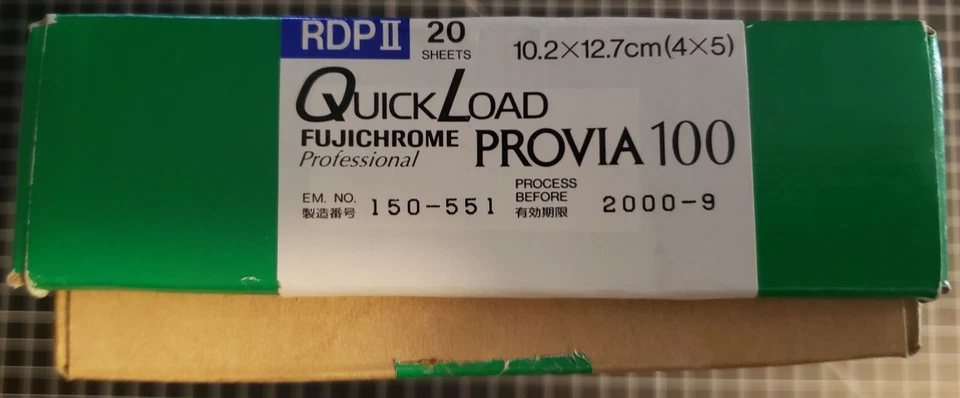 RDPII 20 SHEETS 10.2×12.7cm(4×5)
QUICKLOAD
FUJICHROME PROVIA 100
Professional
EM. NO. 製造番号 150-551
PROCESS BEFORE 有効期限 2000-9